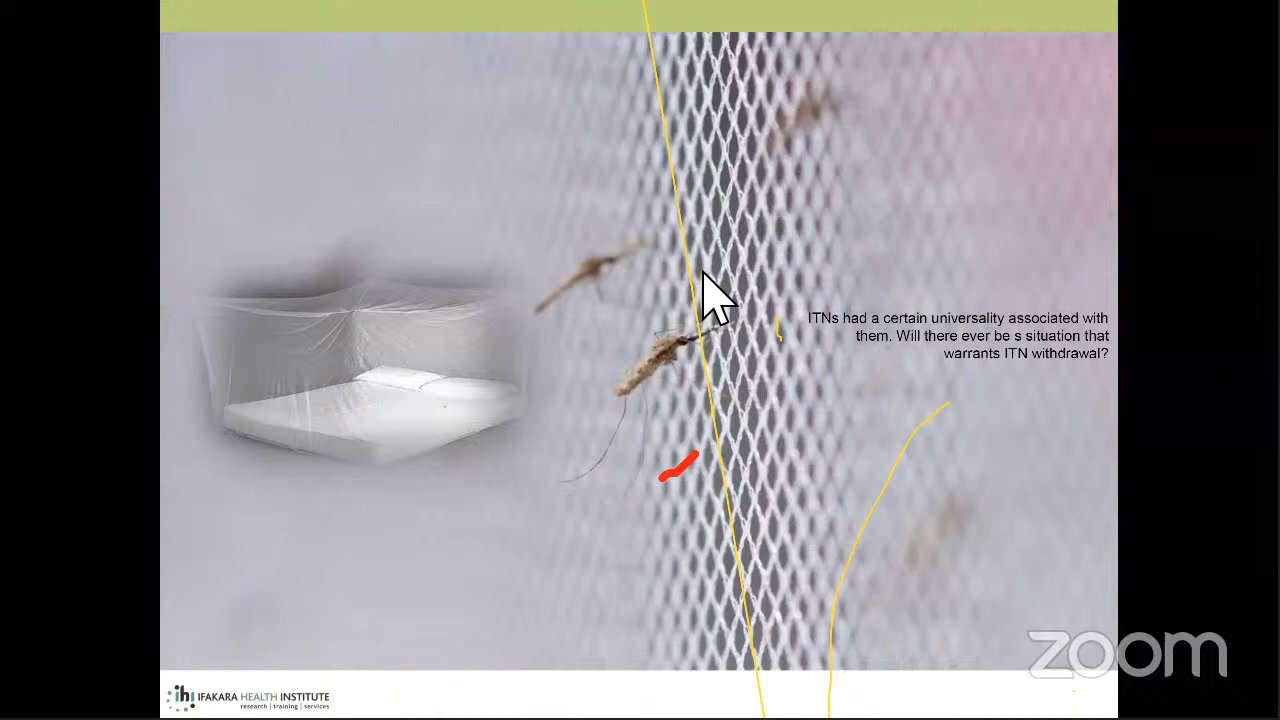 ITNs had a certain universality associated with
them. Will there ever be s situation that
warrants ITN withdrawal?
zoom
ihi IFAKARA HEALTH INSTITUTE
research | training | services